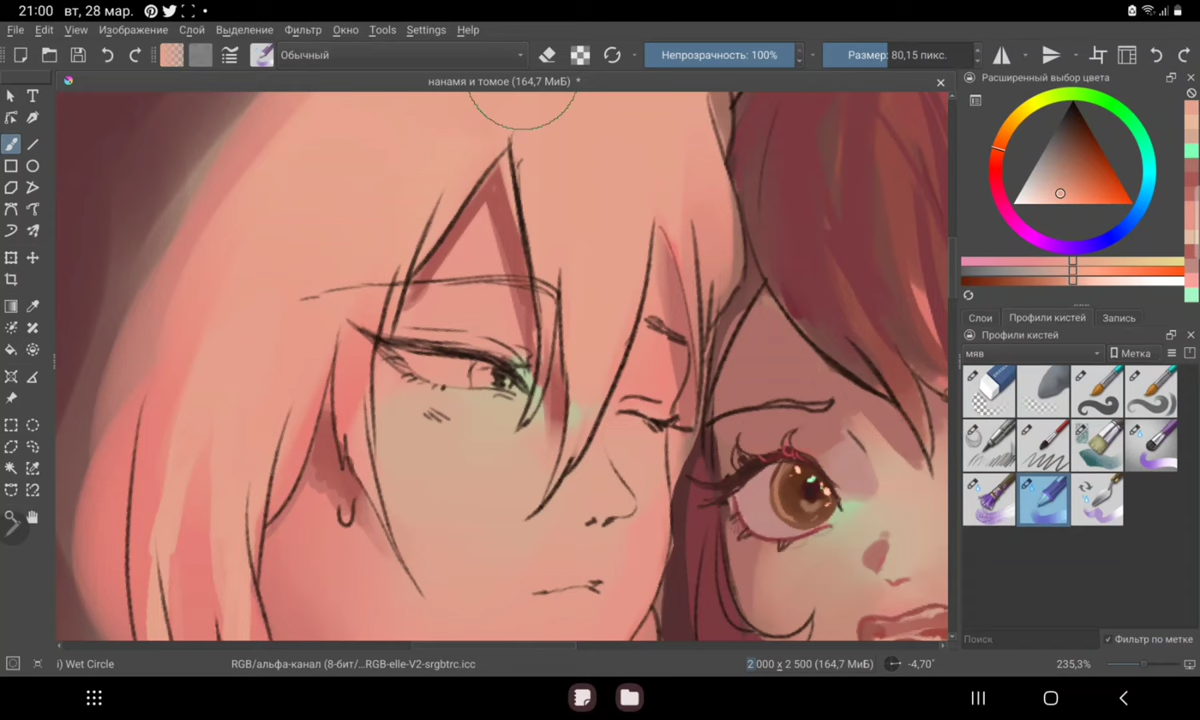 21:00 вт, 28 мар.
File Edit View Изображение Слой Выделение Фильтр Окно Tools Settings Help
Обычный Непрозрачность: 100% Размер: 80,15 пикс.
нанамя и томое (164,7 МиБ) *
Расширенный выбор цвета
Слои Профили кистей Запись
Профили кистей
мяв Метка
Поиск Фильтр по метке
i) Wet Circle RGB/альфа-канал (8-бит/...RGB-elle-V2-srgbtrc.icc 2 000 x 2 500 (164,7 МиБ) -4,70° 235,3%